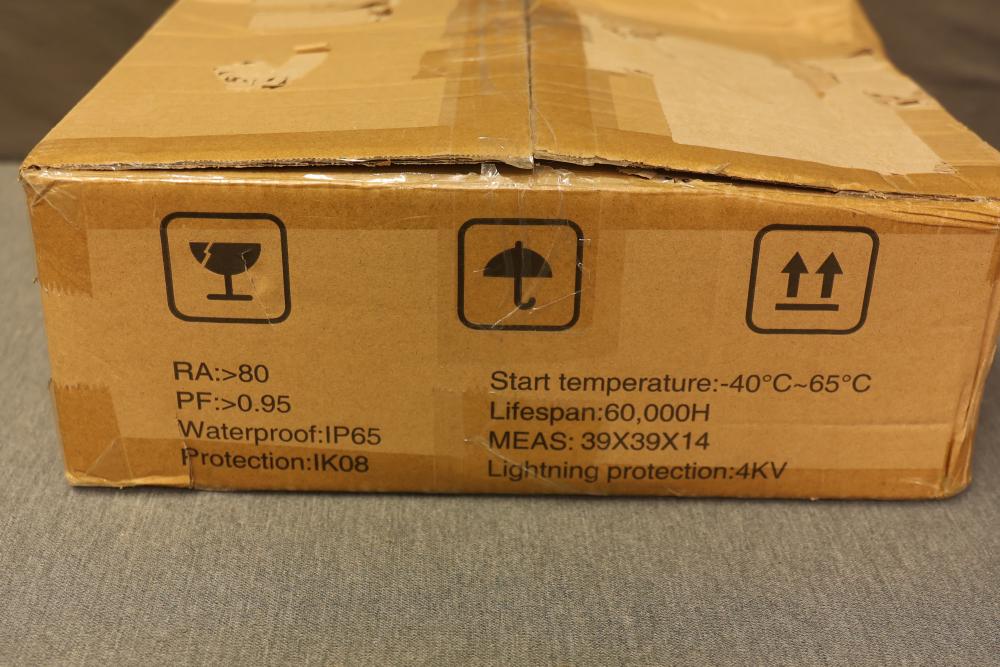 RA:>80
PF:>0.95
Waterproof:IP65
Protection:IK08
Start temperature:-40°C~65°C
Lifespan:60,000H
MEAS: 39X39X14
Lightning protection:4KV